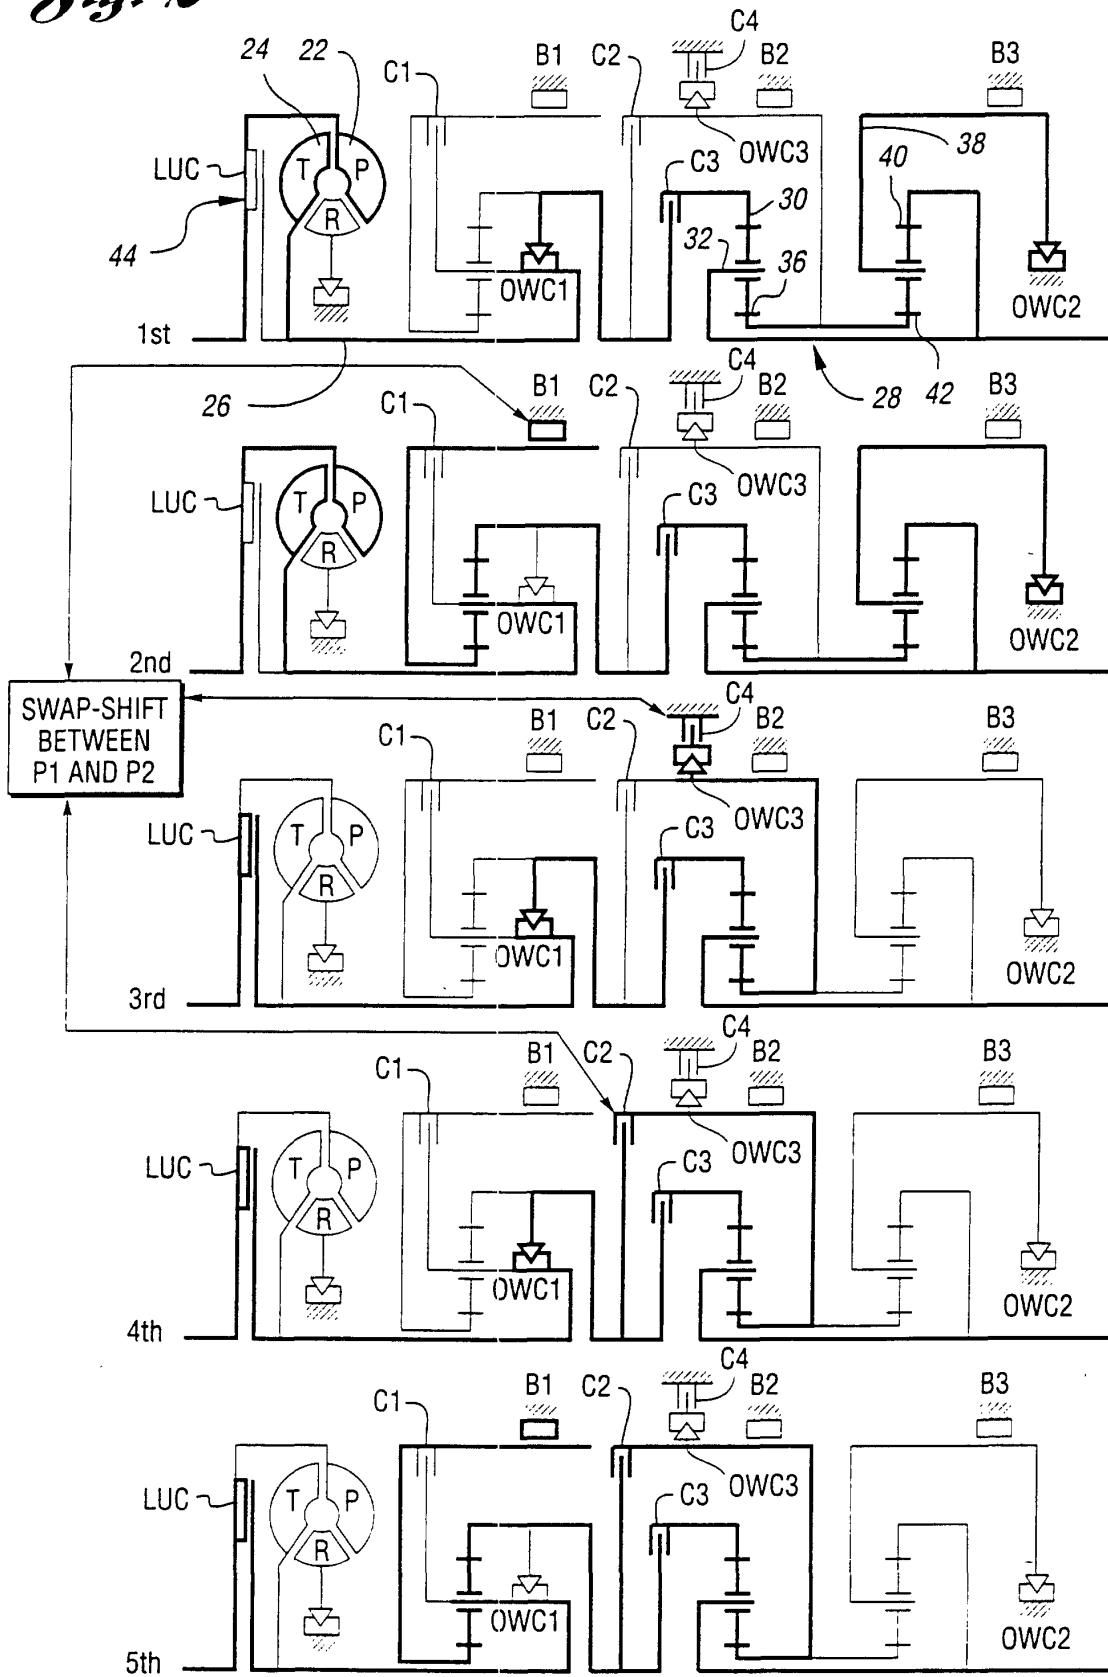 24 22 C1 B1 C2 C4 B2 B3
LUC T P R OWC3 C3 38 40 30
44 32 36 OWC1 OWC2
1st 26 28 42
B1 C2 C4 B2 B3
C1 OWC3
LUC T P R C3
OWC1 OWC2
2nd
SWAP-SHIFT
BETWEEN
P1 AND P2
C1 B1 C2 C4 B2 B3
LUC T P R OWC3 C3
OWC1 OWC2
3rd
C1 B1 C2 C4 B2 B3
LUC T P R OWC3 C3
OWC1 OWC2
4th
C1 B1 C2 C4 B2 B3
LUC T P R OWC3 C3
OWC1 OWC2
5th